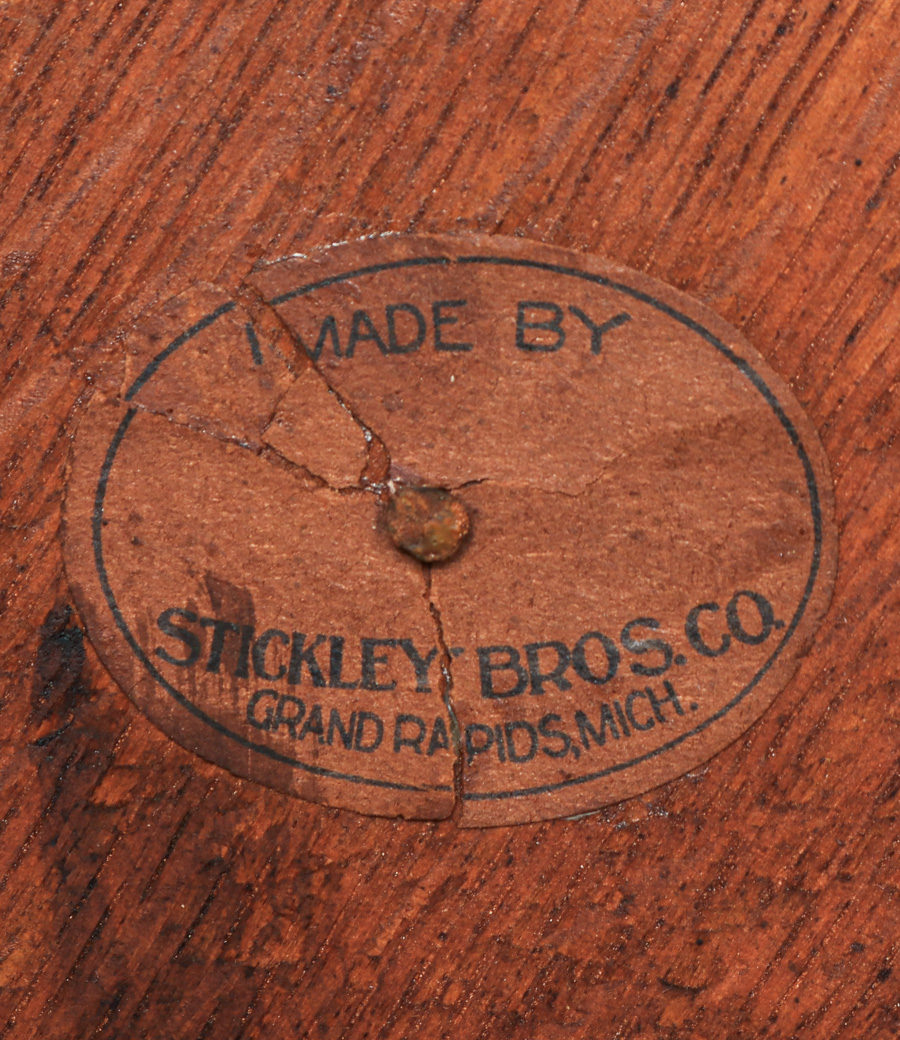 MADE BY
STICKLEY BROS. CO.
GRAND RAPIDS, MICH.